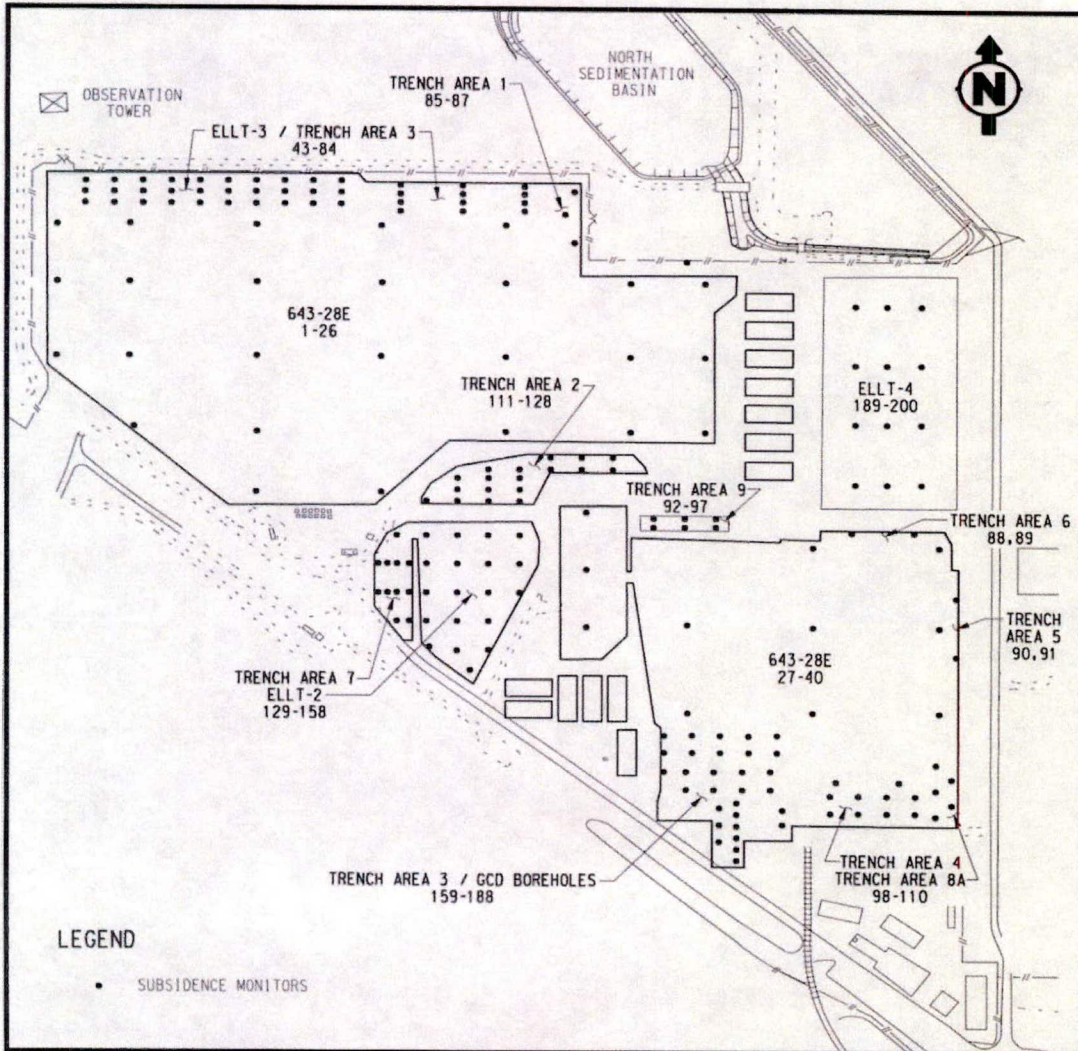 NORTH
SEDIMENTATION
BASIN
N
OBSERVATION
TOWER
TRENCH AREA 1
85-87
ELLT-3 / TRENCH AREA 3
43-84
643-28E
1-26
TRENCH AREA 2
111-128
ELLT-4
189-200
TRENCH AREA 9
92-97
TRENCH AREA 6
88,89
TRENCH
AREA 5
90,91
643-28E
27-40
TRENCH AREA 7
ELLT-2
129-158
TRENCH AREA 3 / GCD BOREHOLES
159-188
TRENCH AREA 4
TRENCH AREA 8A
98-110
LEGEND
SUBSIDENCE MONITORS